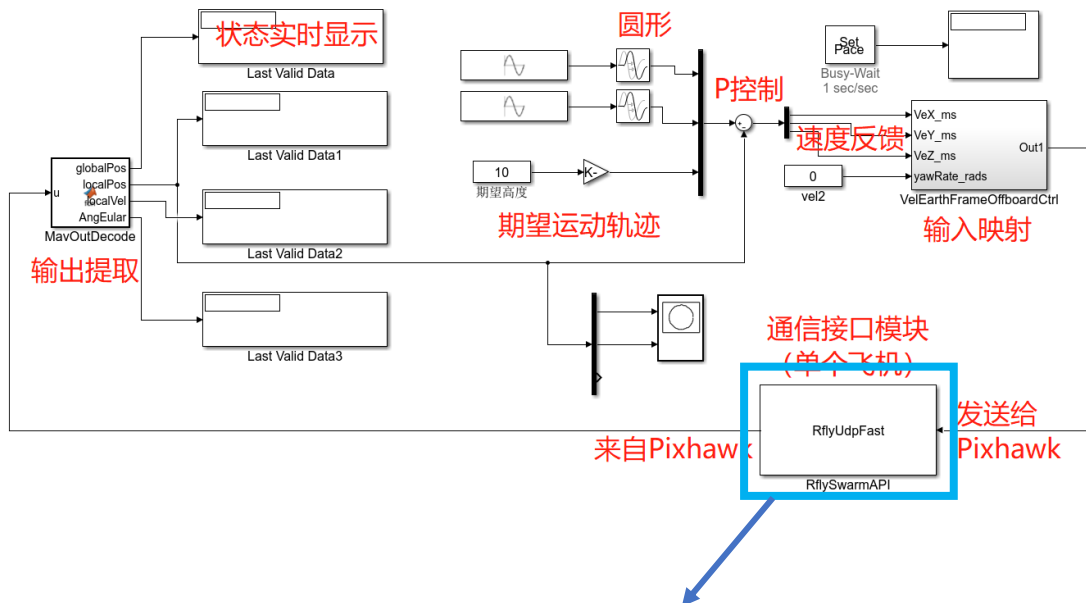 状态实时显示
Last Valid Data
圆形
Set
Pace
Busy-Wait
1 sec/sec
P控制
Last Valid Data1
速度反馈
VeX_ms
VeY_ms
VeZ_ms
yawRate_rads
Out1
VelEarthFrameOffboardCtrl
输入映射
0
vel2
10
期望高度
K-
期望运动轨迹
u
globalPos
localPos
localVel
AngEular
MavOutDecode
输出提取
Last Valid Data2
Last Valid Data3
通信接口模块
（单个飞机）
RflyUdpFast
RflySwarmAPI
来自Pixhawk
发送给
Pixhawk